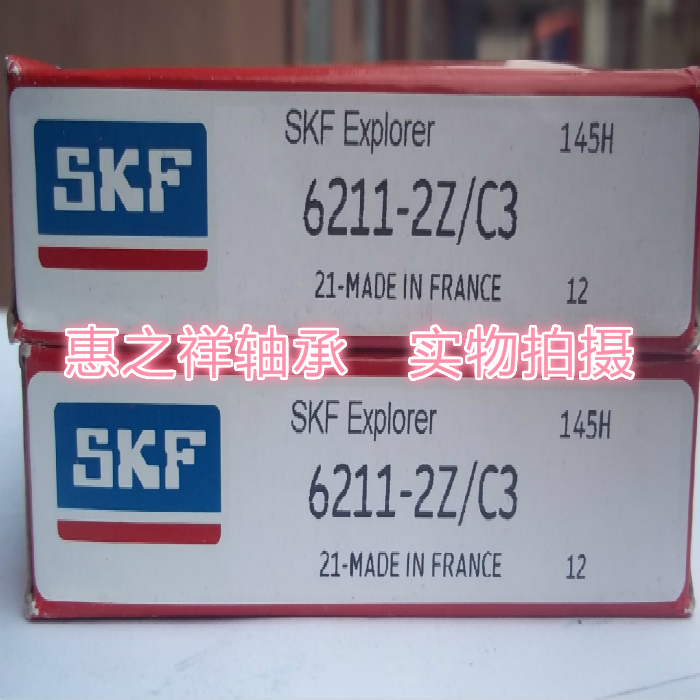 SKF
SKF Explorer
145H
6211-2Z/C3
21-MADE IN FRANCE
12
惠之祥轴承 实物拍摄
SKF
SKF Explorer
145H
6211-2Z/C3
21-MADE IN FRANCE
12